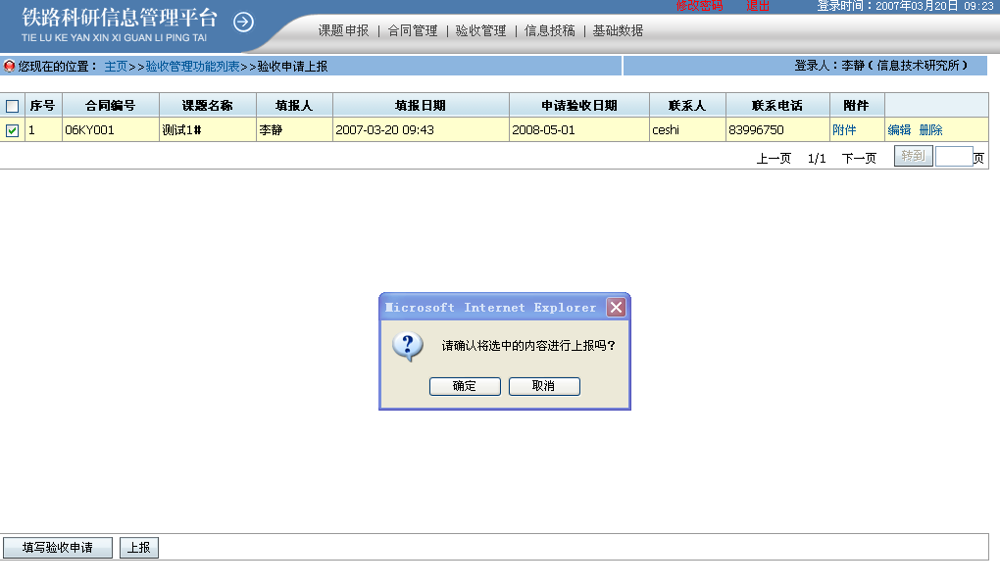 修改密码 退出 登录时间：2007年03月20日 09:23
铁路科研信息管理平台
TIE LU KE YAN XIN XI GUAN LI PING TAI
课题申报 | 合同管理 | 验收管理 | 信息投稿 | 基础数据
您现在的位置： 主页>>验收管理功能列表>>验收申请上报 登录人：李静（信息技术研究所）
序号 合同编号 课题名称 填报人 填报日期 申请验收日期 联系人 联系电话 附件
1 06KY001 测试1# 李静 2007-03-20 09:43 2008-05-01 ceshi 83996750 附件 编辑 删除
上一页 1/1 下一页 转到 页
Microsoft Internet Explorer
请确认将选中的内容进行上报吗?
确定 取消
填写验收申请 上报